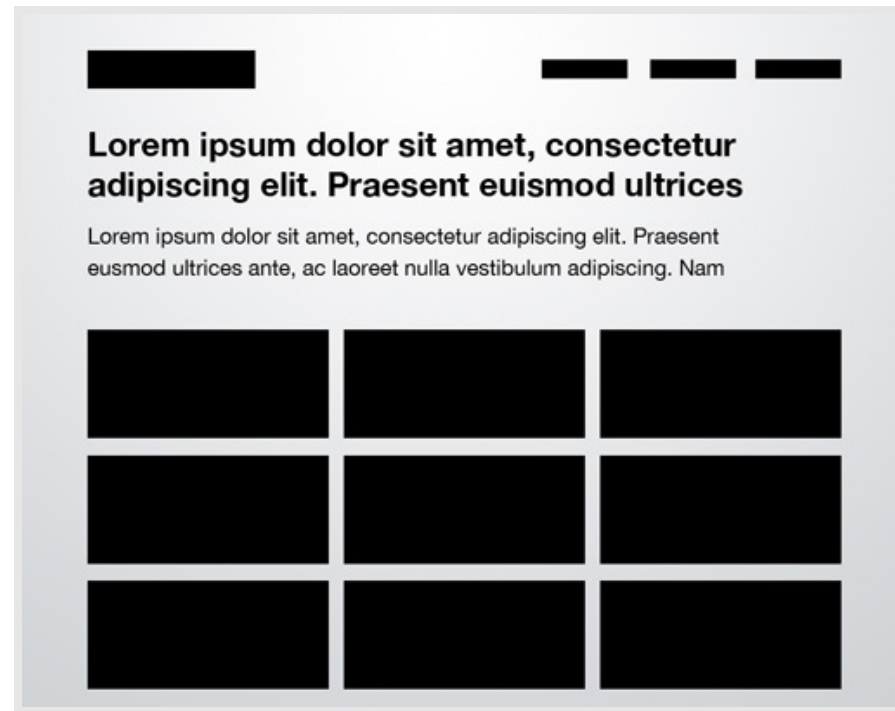 Lorem ipsum dolor sit amet, consectetur
adipiscing elit. Praesent euismod ultrices
Lorem ipsum dolor sit amet, consectetur adipiscing elit. Praesent
eusmod ultrices ante, ac laoreet nulla vestibulum adipiscing. Nam